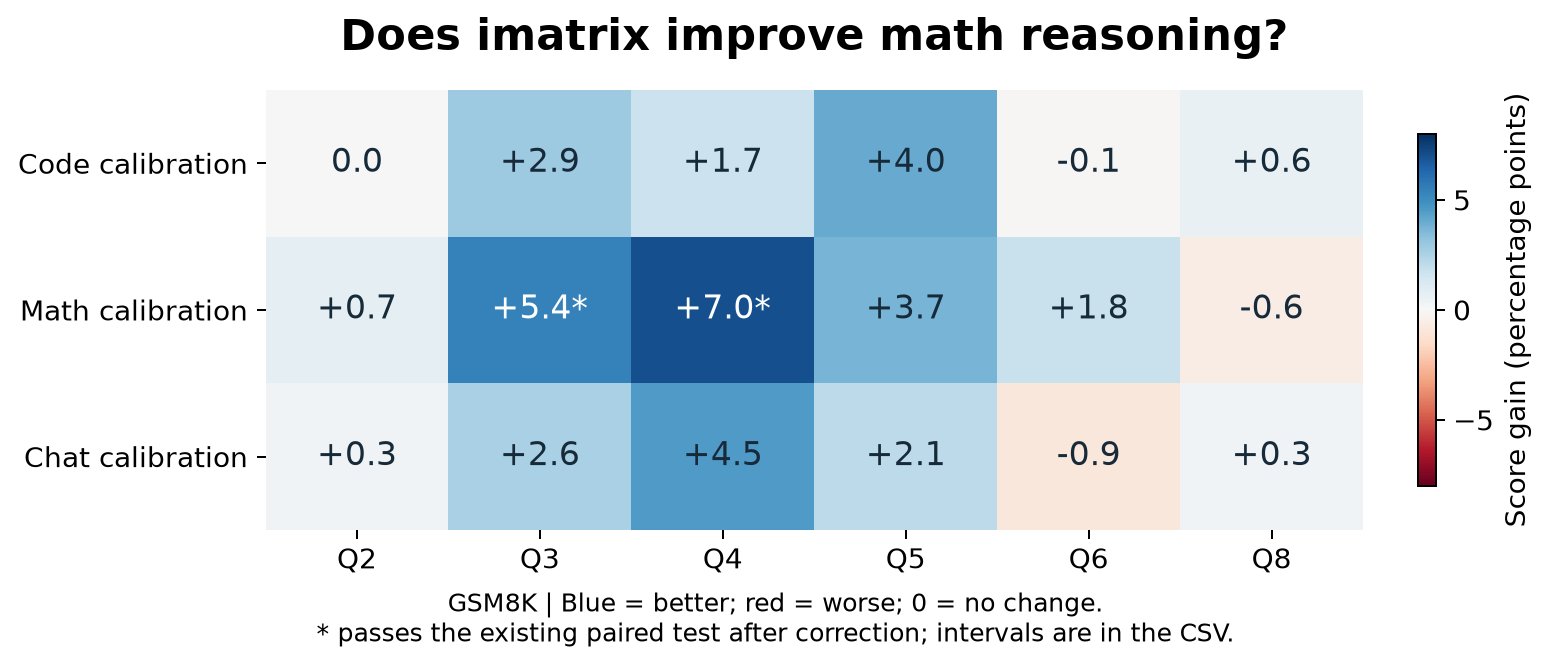 Does imatrix improve math reasoning?
Code calibration 0.0 +2.9 +1.7 +4.0 -0.1 +0.6
Math calibration +0.7 +5.4* +7.0* +3.7 +1.8 -0.6
Chat calibration +0.3 +2.6 +4.5 +2.1 -0.9 +0.3
Q2 Q3 Q4 Q5 Q6 Q8
5
0
−5
Score gain (percentage points)
GSM8K | Blue = better; red = worse; 0 = no change.
* passes the existing paired test after correction; intervals are in the CSV.